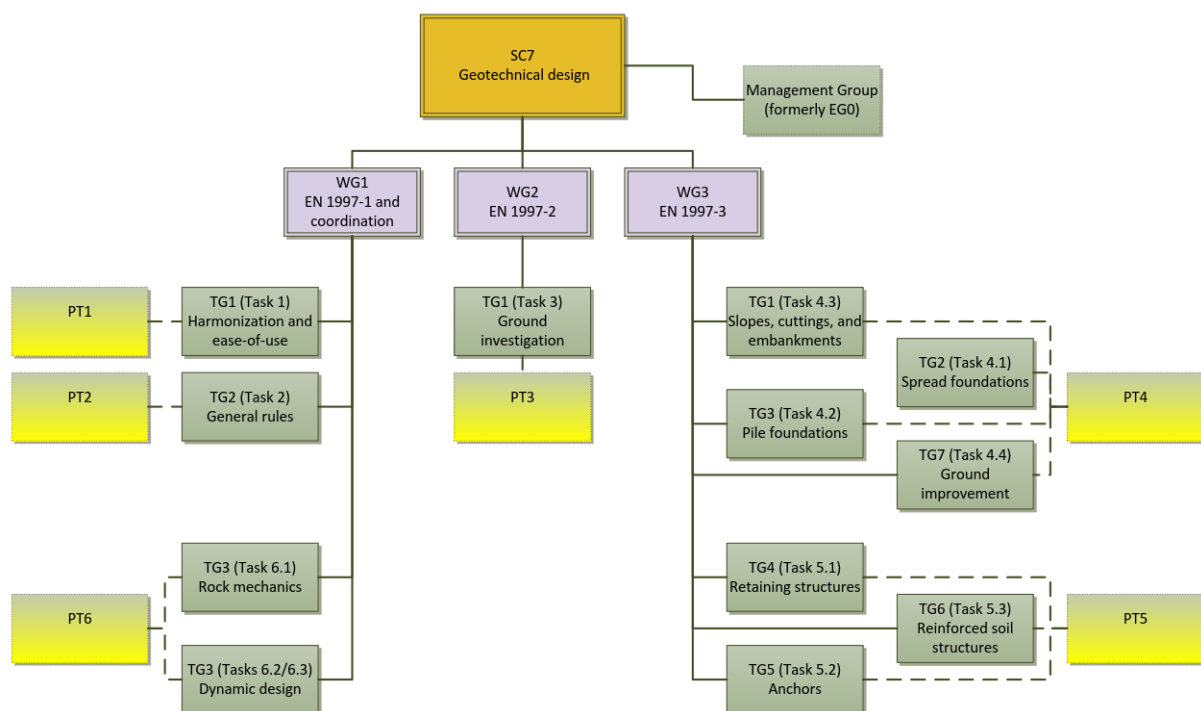 SC7
Geotechnical design
Management Group
(formerly EG0)
WG1
EN 1997-1 and
coordination
WG2
EN 1997-2
WG3
EN 1997-3
PT1
TG1 (Task 1)
Harmonization and
ease-of-use
TG1 (Task 3)
Ground
investigation
TG1 (Task 4.3)
Slopes, cuttings, and
embankments
TG2 (Task 4.1)
Spread foundations
PT2
TG2 (Task 2)
General rules
PT3
TG3 (Task 4.2)
Pile foundations
PT4
TG7 (Task 4.4)
Ground
improvement
TG3 (Task 6.1)
Rock mechanics
TG4 (Task 5.1)
Retaining structures
PT6
TG6 (Task 5.3)
Reinforced soil
structures
PT5
TG3 (Tasks 6.2/6.3)
Dynamic design
TG5 (Task 5.2)
Anchors